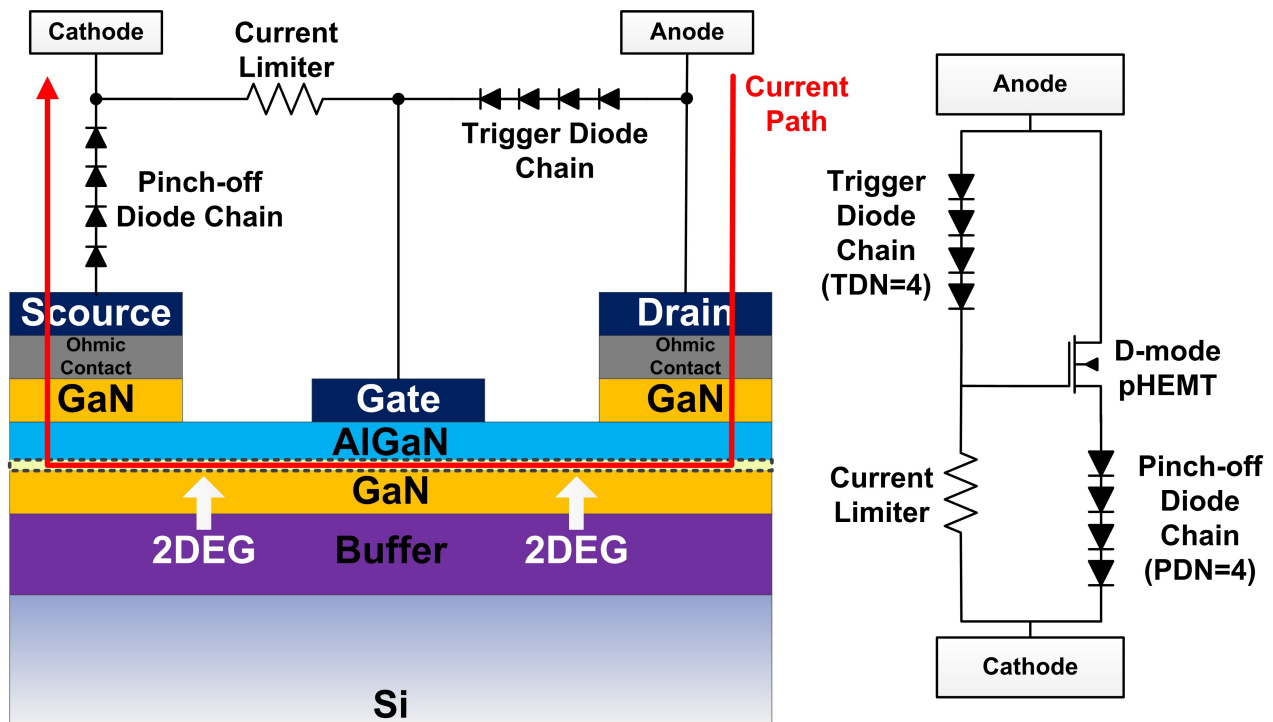 Cathode
Current
Limiter
Anode
Current
Path
Trigger Diode
Chain
Pinch-off
Diode Chain
Scource
Ohmic
Contact
GaN
Gate
Drain
Ohmic
Contact
GaN
AlGaN
GaN
2DEG
Buffer
2DEG
Si
Anode
Trigger
Diode
Chain
(TDN=4)
D-mode
pHEMT
Current
Limiter
Pinch-off
Diode
Chain
(PDN=4)
Cathode